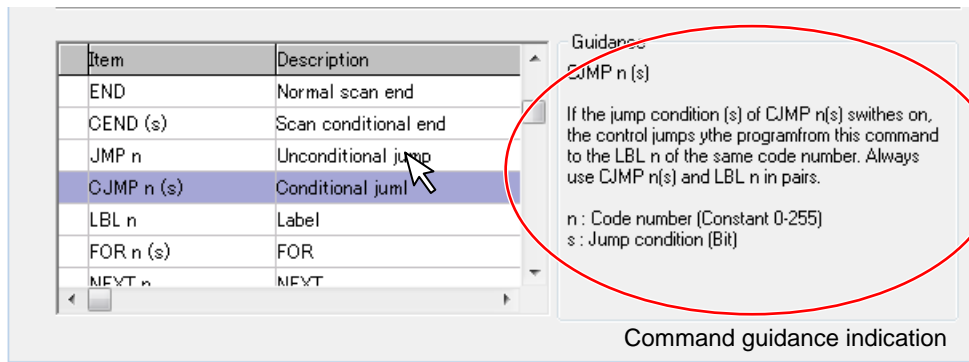 Item Description
END Normal scan end
CEND (s) Scan conditional end
JMP n Unconditional jump
CJMP n (s) Conditional juml
LBL n Label
FOR n (s) FOR
NEXT n NEXT
Guidance
CJMP n (s)
If the jump condition (s) of CJMP n(s) swithes on,
the control jumps ythe programfrom this command
to the LBL n of the same code number. Always
use CJMP n(s) and LBL n in pairs.
n : Code number (Constant 0-255)
s : Jump condition (Bit)
Command guidance indication